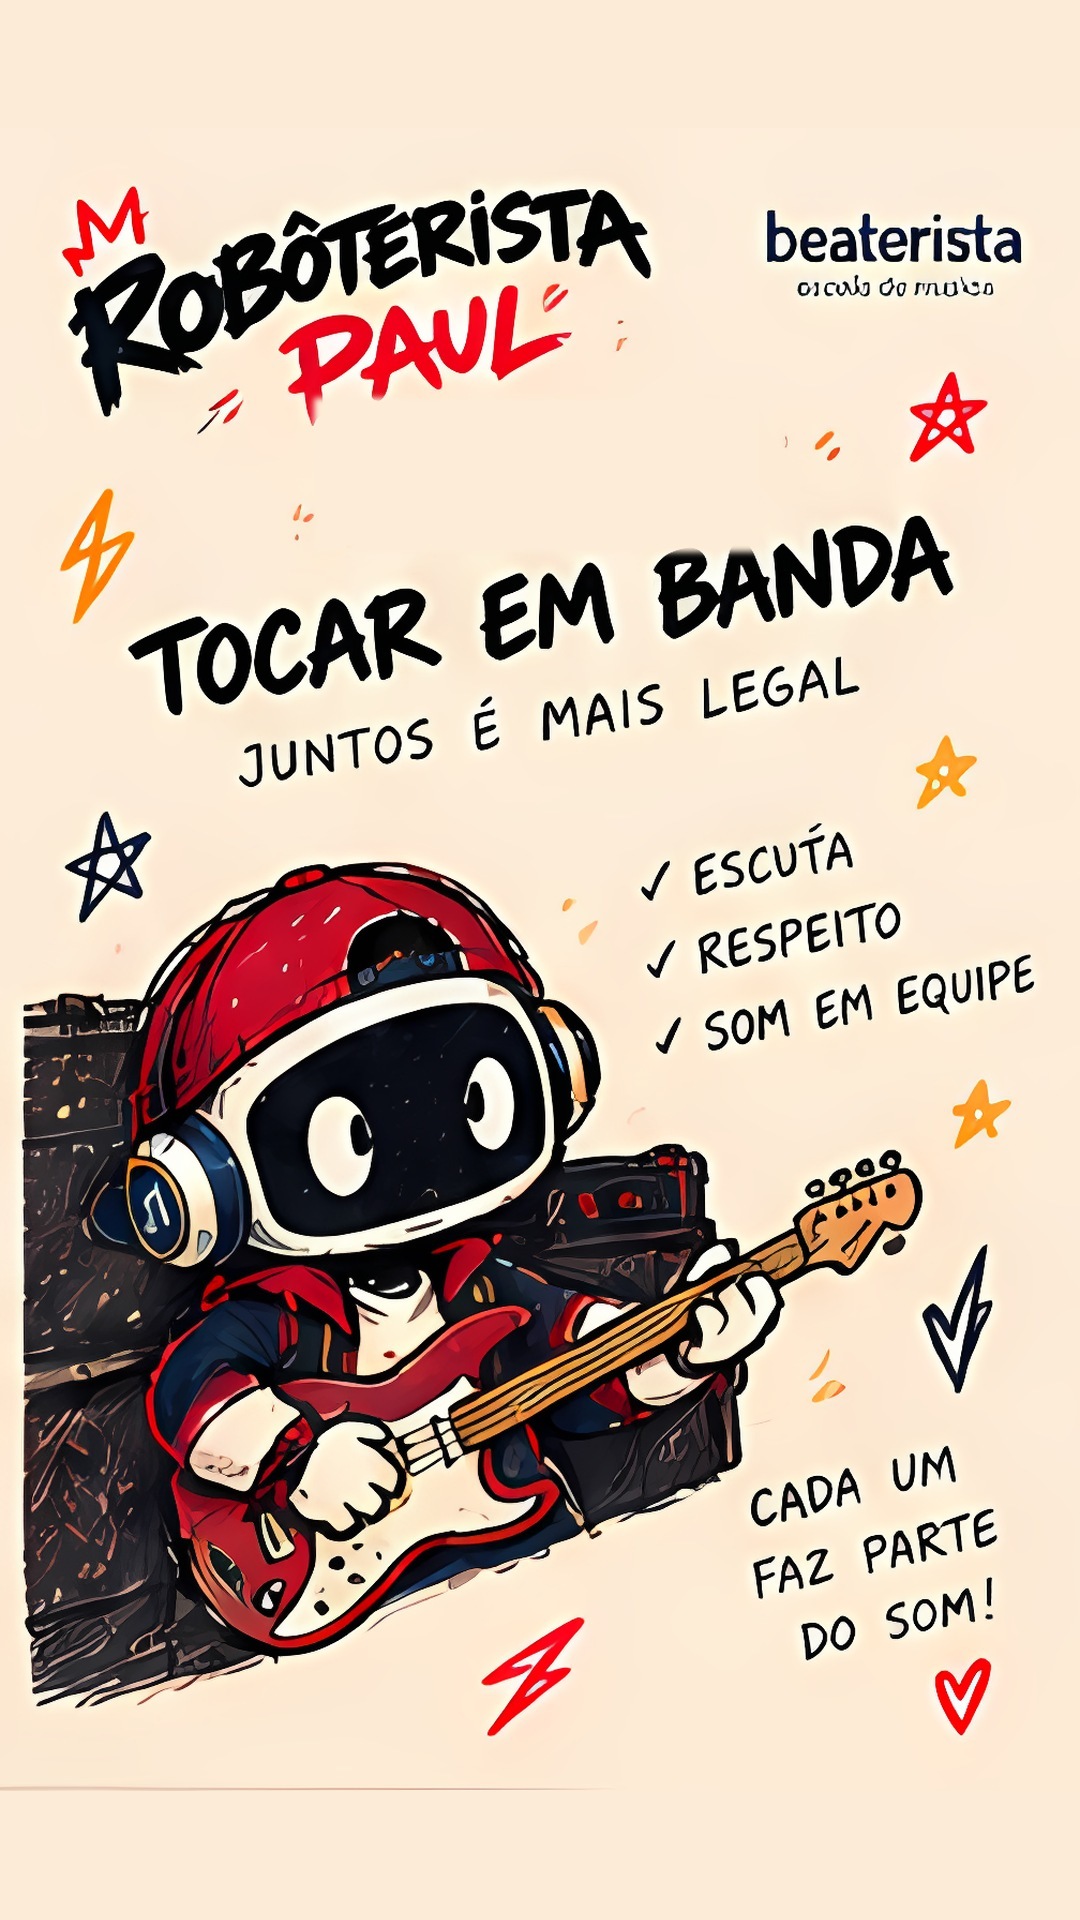 ROBÔTERISTA
PAUL
beaterista
TOCAR EM BANDA
JUNTOS É MAIS LEGAL
✓ ESCUTA
✓ RESPEITO
✓ SOM EM EQUIPE
CADA UM
FAZ PARTE
DO SOM!